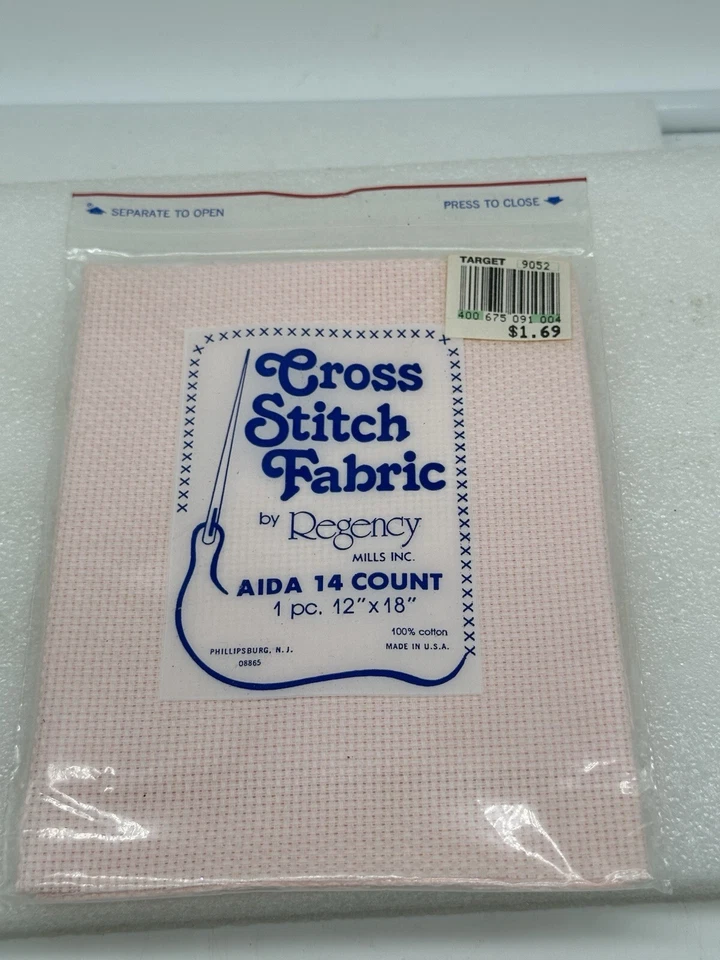 SEPARATE TO OPEN
PRESS TO CLOSE
TARGET 9052
400 675 091 004
$1.69
Cross
Stitch
Fabric
by Regency
MILLS INC.
AIDA 14 COUNT
1 pc. 12"x18"
100% cotton
PHILLIPSBURG, N.J.
MADE IN U.S.A.
08865